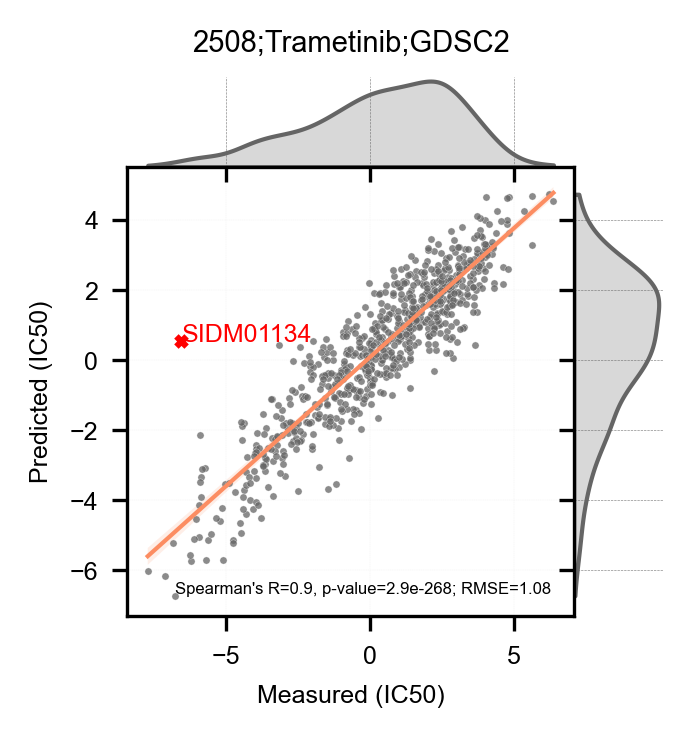 2508;Trametinib;GDSC2
4
2
0
−2
−4
−6
SIDM01134
Spearman's R=0.9, p-value=2.9e-268; RMSE=1.08
−5
0
5
Measured (IC50)
Predicted (IC50)